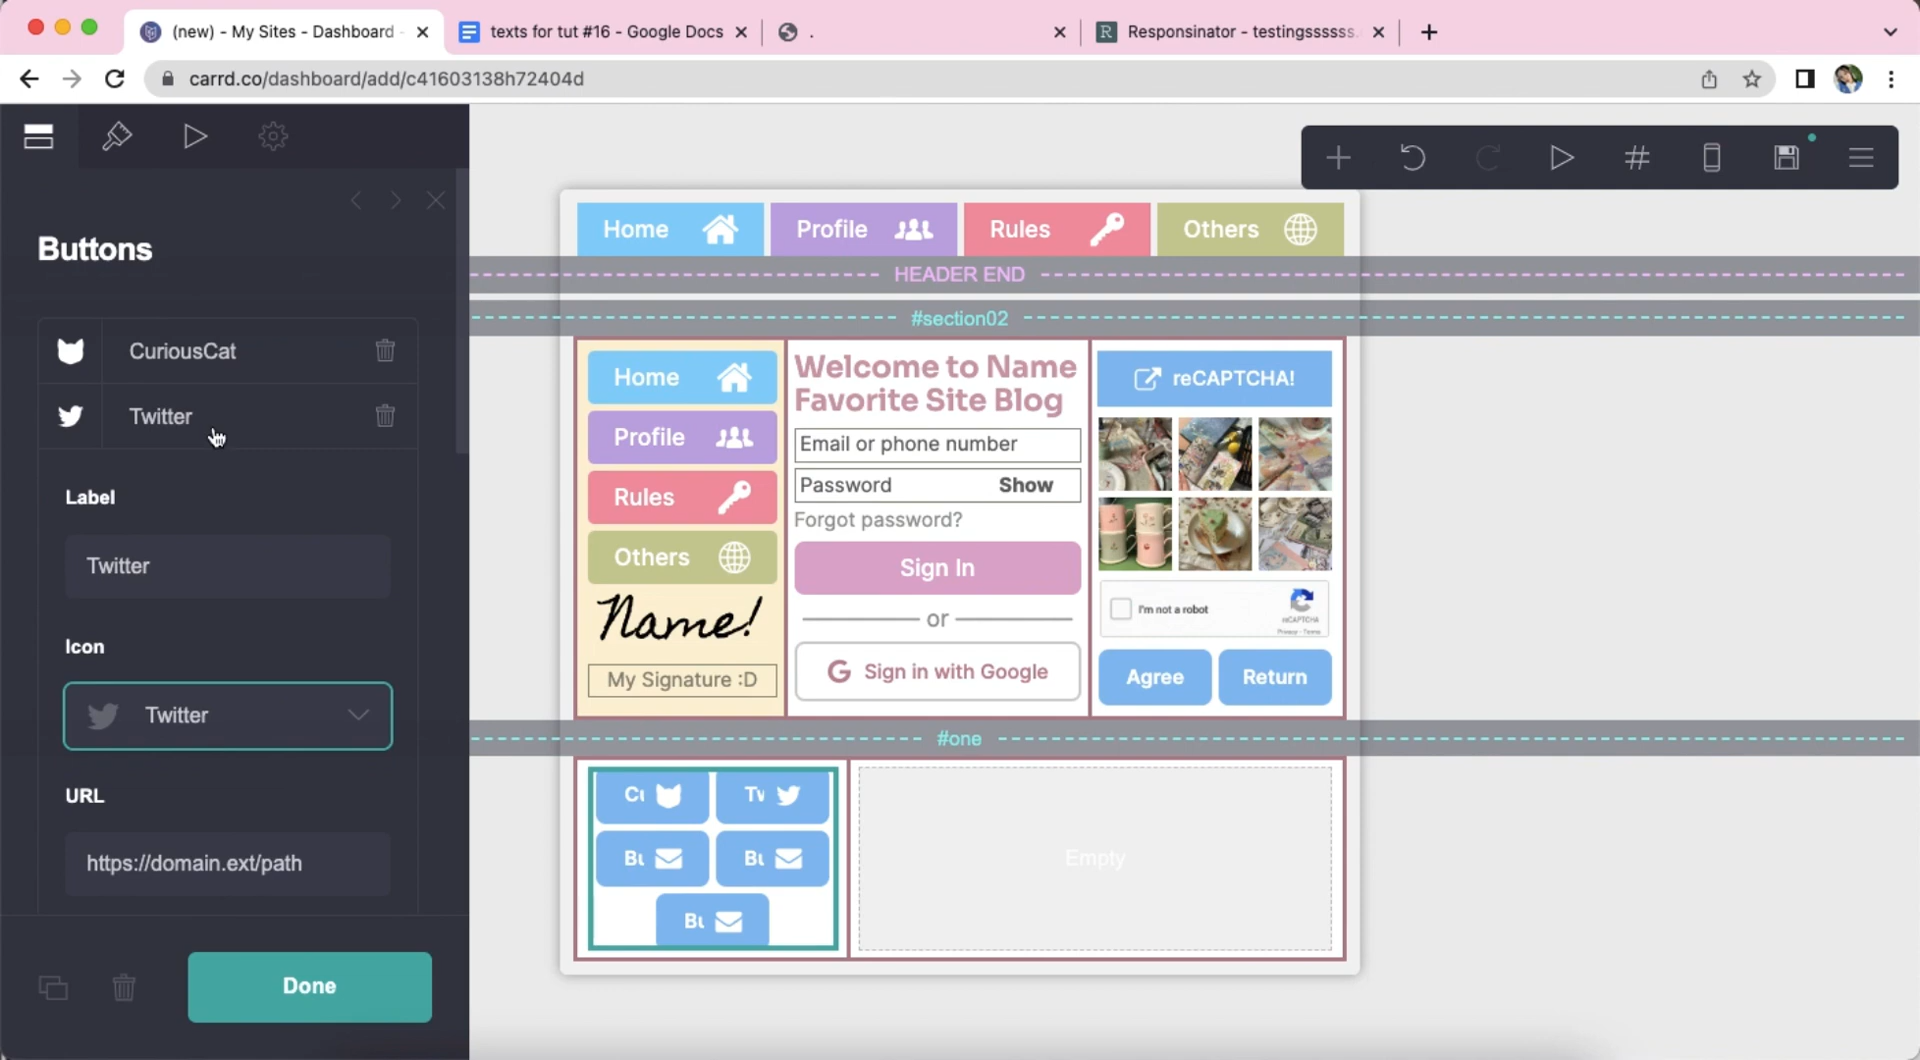 (new) - My Sites - Dashboard -
texts for tut #16 - Google Docs
.
Responsinator - testingssssss.
carrd.co/dashboard/add/c41603138h72404d
Buttons
CuriousCat
Twitter
Label
Twitter
Icon
Twitter
URL
https://domain.ext/path
Done
Home
Profile
Rules
Others
HEADER END
#section02
Home
Profile
Rules
Others
Name!
My Signature :D
Welcome to Name
Favorite Site Blog
Email or phone number
Password Show
Forgot password?
Sign In
or
G Sign in with Google
reCAPTCHA!
I'm not a robot
reCAPTCHA
Privacy - Terms
Agree
Return
#one
Cu
Tw
Bu
Bu
Bu
Empty